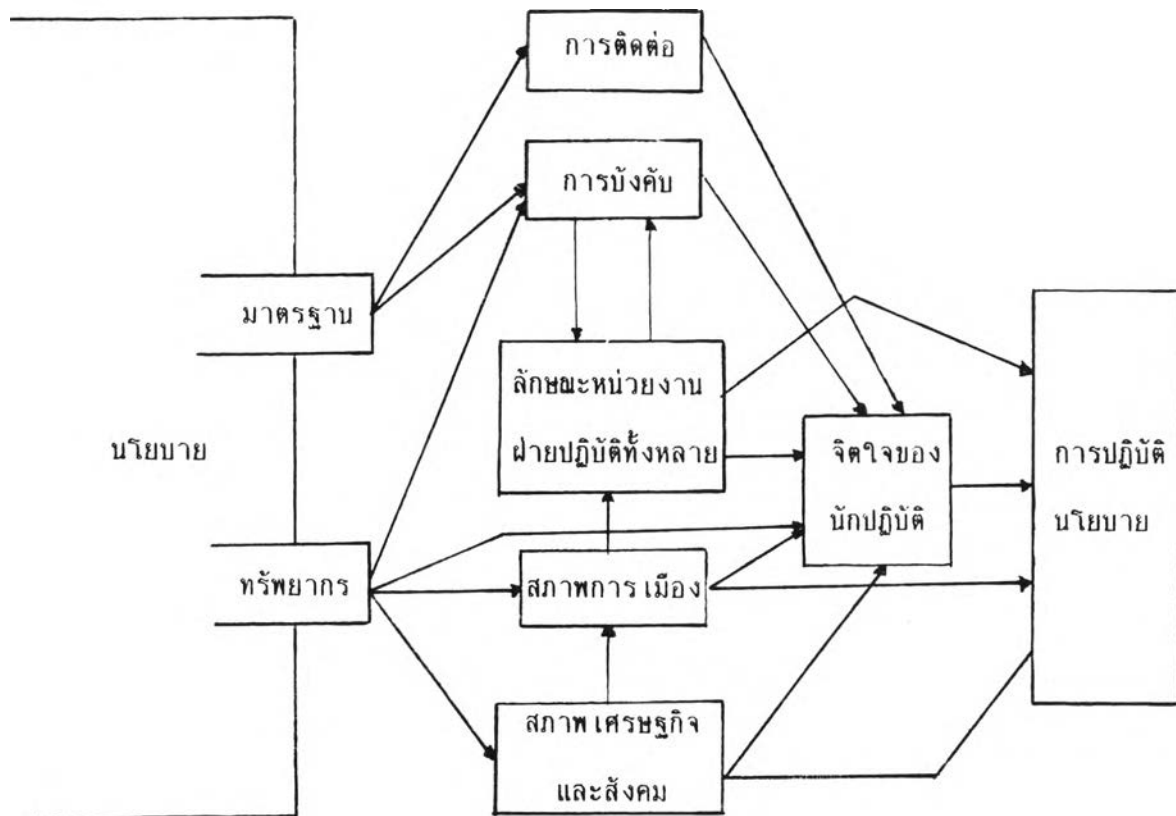 การติดต่อ
การบังคับ
มาตรฐาน
ลักษณะหน่วยงาน
ฝ่ายปฏิบัติทั้งหลาย
นโยบาย
จิตใจของ
นักปฏิบัติ
การปฏิบัติ
นโยบาย
ทรัพยากร
สภาพการเมือง
สภาพเศรษฐกิจ
และสังคม